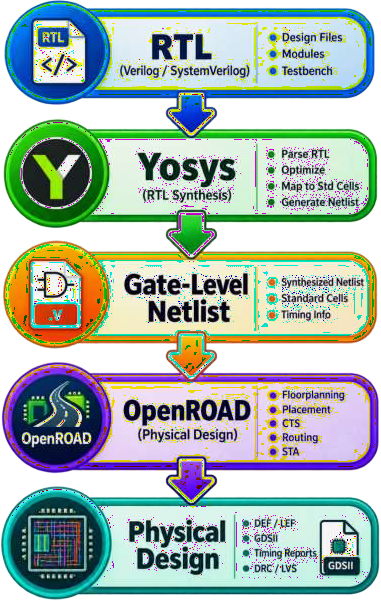 RTL
</>
RTL
(Verilog / SystemVerilog)
Design Files
Modules
Testbench
Y
Yosys
(RTL Synthesis)
Parse RTL
Optimize
Map to Std Cells
Generate Netlist
.V
Gate-Level
Netlist
Synthesized Netlist
Standard Cells
Timing Info
OpenROAD
OpenROAD
(Physical Design)
Floorplanning
Placement
CTS
Routing
STA
Physical
Design
DEF / LEF
GDSII
Timing Reports
DRC / LVS
GDSII